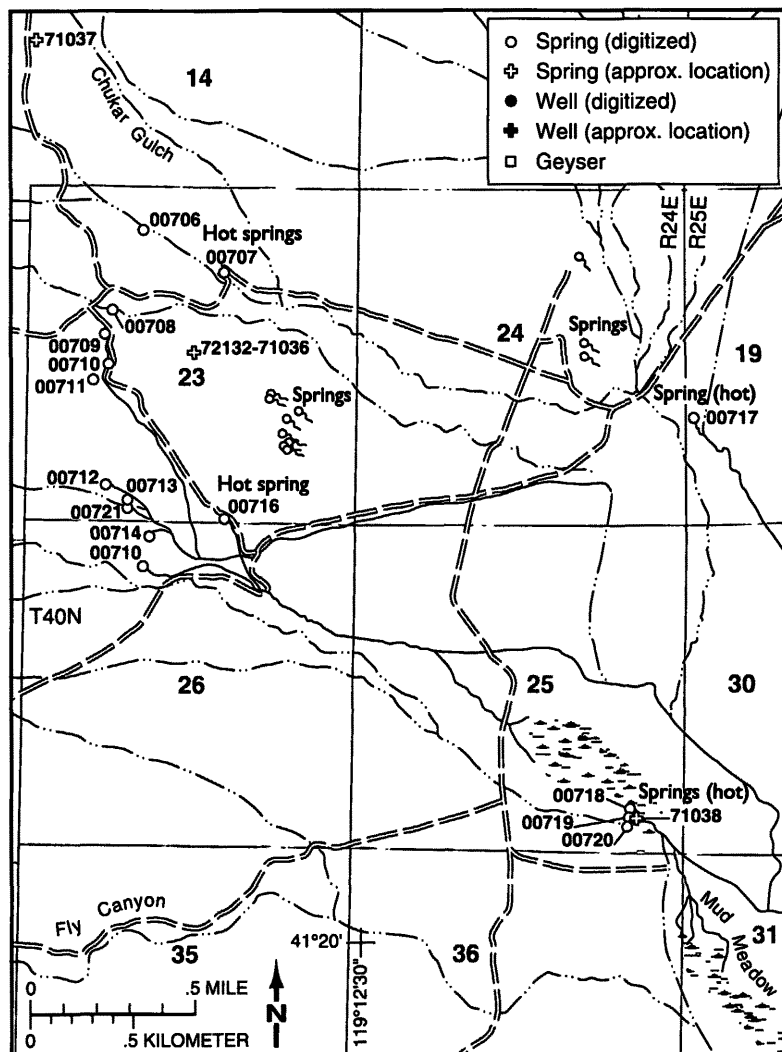 71037
Chukar Gulch
14
Spring (digitized)
Spring (approx. location)
Well (digitized)
Well (approx. location)
Geyser
00706
Hot springs
00707
R24E
R25E
00708
00709
00710
00711
72132-71036
23
Springs
24
Springs
19
Spring (hot)
00717
00712
00713
00721
00714
00710
Hot spring
00716
T40N
26
25
30
00718
Springs (hot)
00719
71038
00720
Fly Canyon
35
41°20'
119°12'30"
36
Mud Meadow
31
0 .5 MILE
0 .5 KILOMETER
N